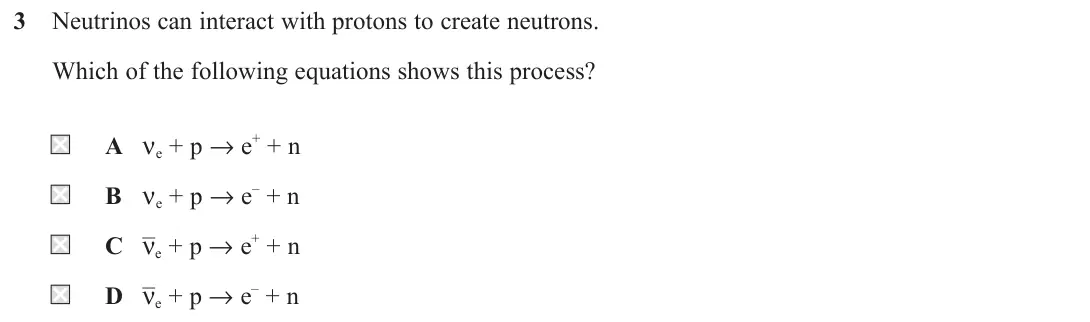 3 Neutrinos can interact with protons to create neutrons.
Which of the following equations shows this process?
A νₑ + p → e⁺ + n
B νₑ + p → e⁻ + n
C ν̅ₑ + p → e⁺ + n
D ν̅ₑ + p → e⁻ + n